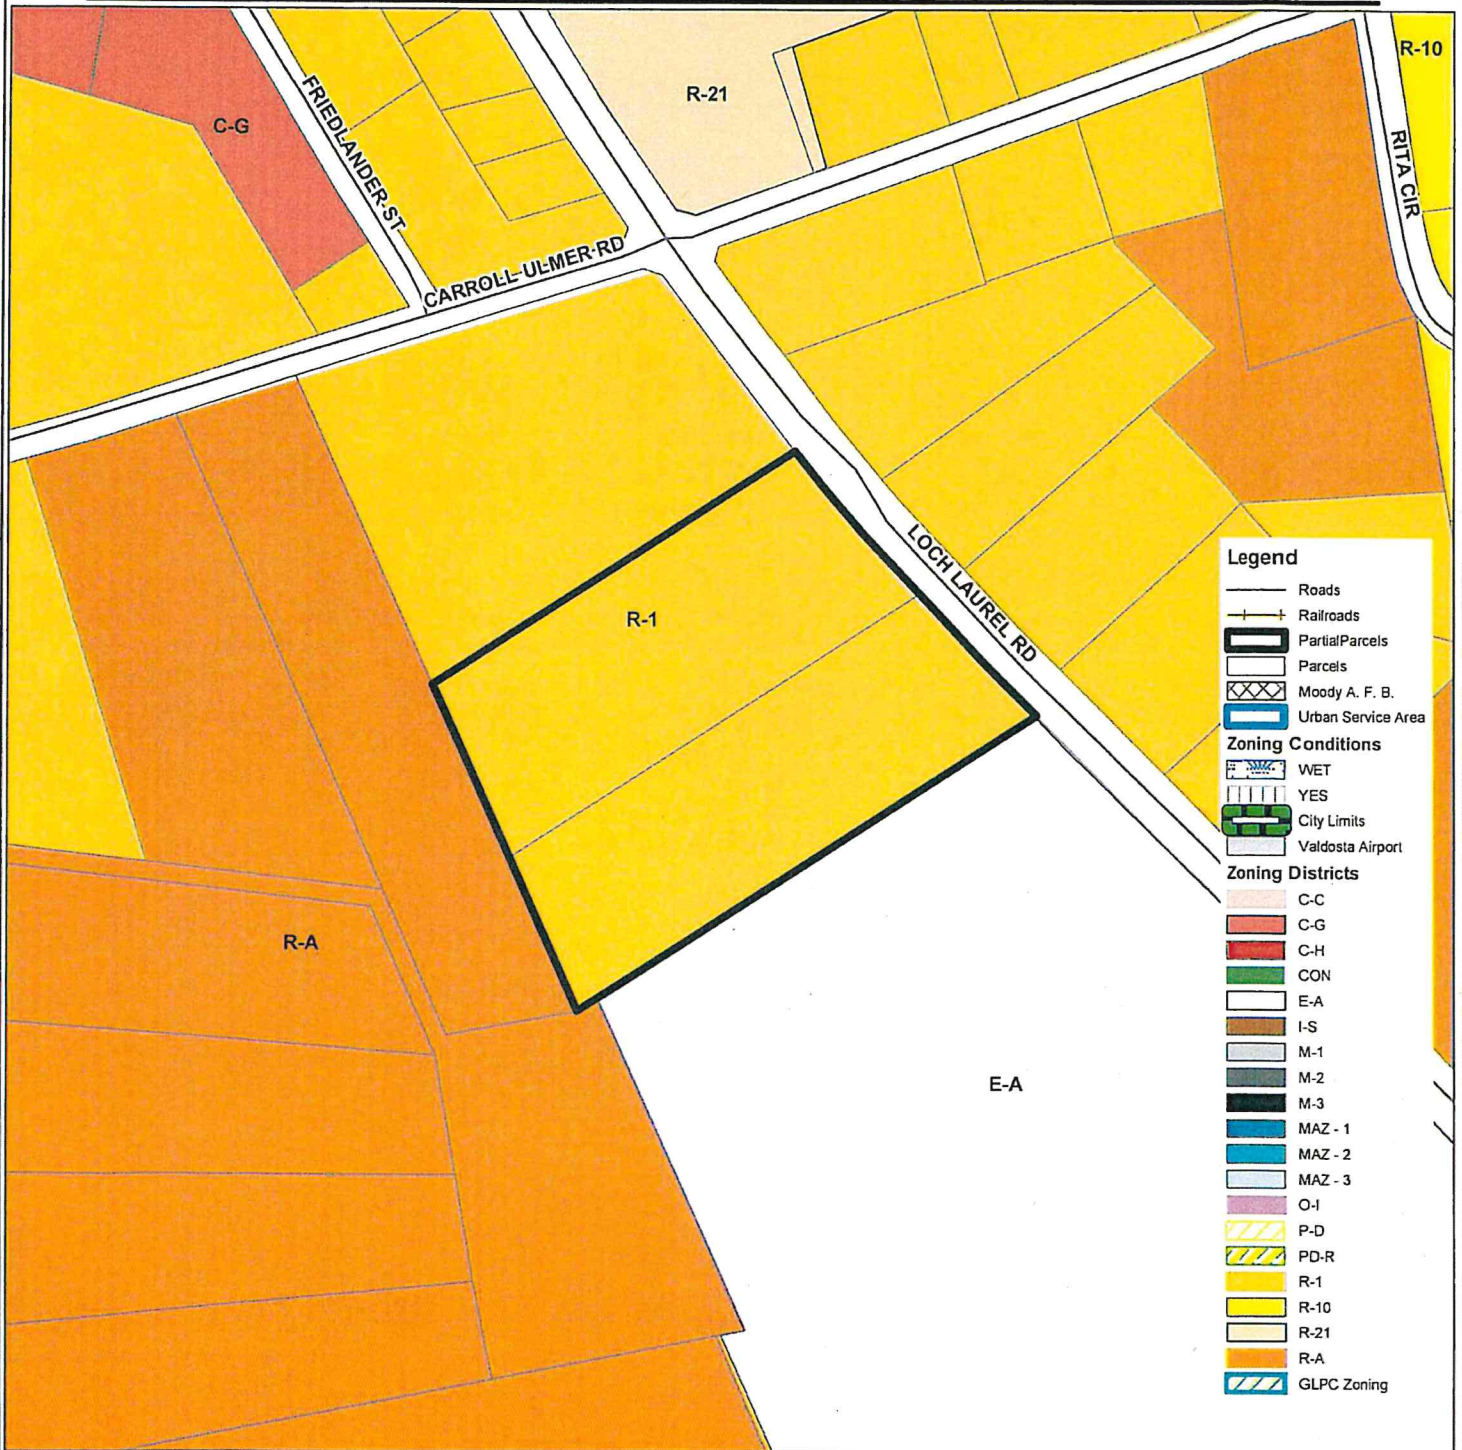 R-10
R-21
C-G
FRIEDLANDER ST
RITA CIR
CARROLL ULMER RD
LOCH LAUREL RD
R-1
R-A
E-A
Legend
Roads
Railroads
PartialParcels
Parcels
Moody A. F. B.
Urban Service Area
Zoning Conditions
WET
YES
City Limits
Valdosta Airport
Zoning Districts
C-C
C-G
C-H
CON
E-A
I-S
M-1
M-2
M-3
MAZ - 1
MAZ - 2
MAZ - 3
O-I
P-D
PD-R
R-1
R-10
R-21
R-A
GLPC Zoning